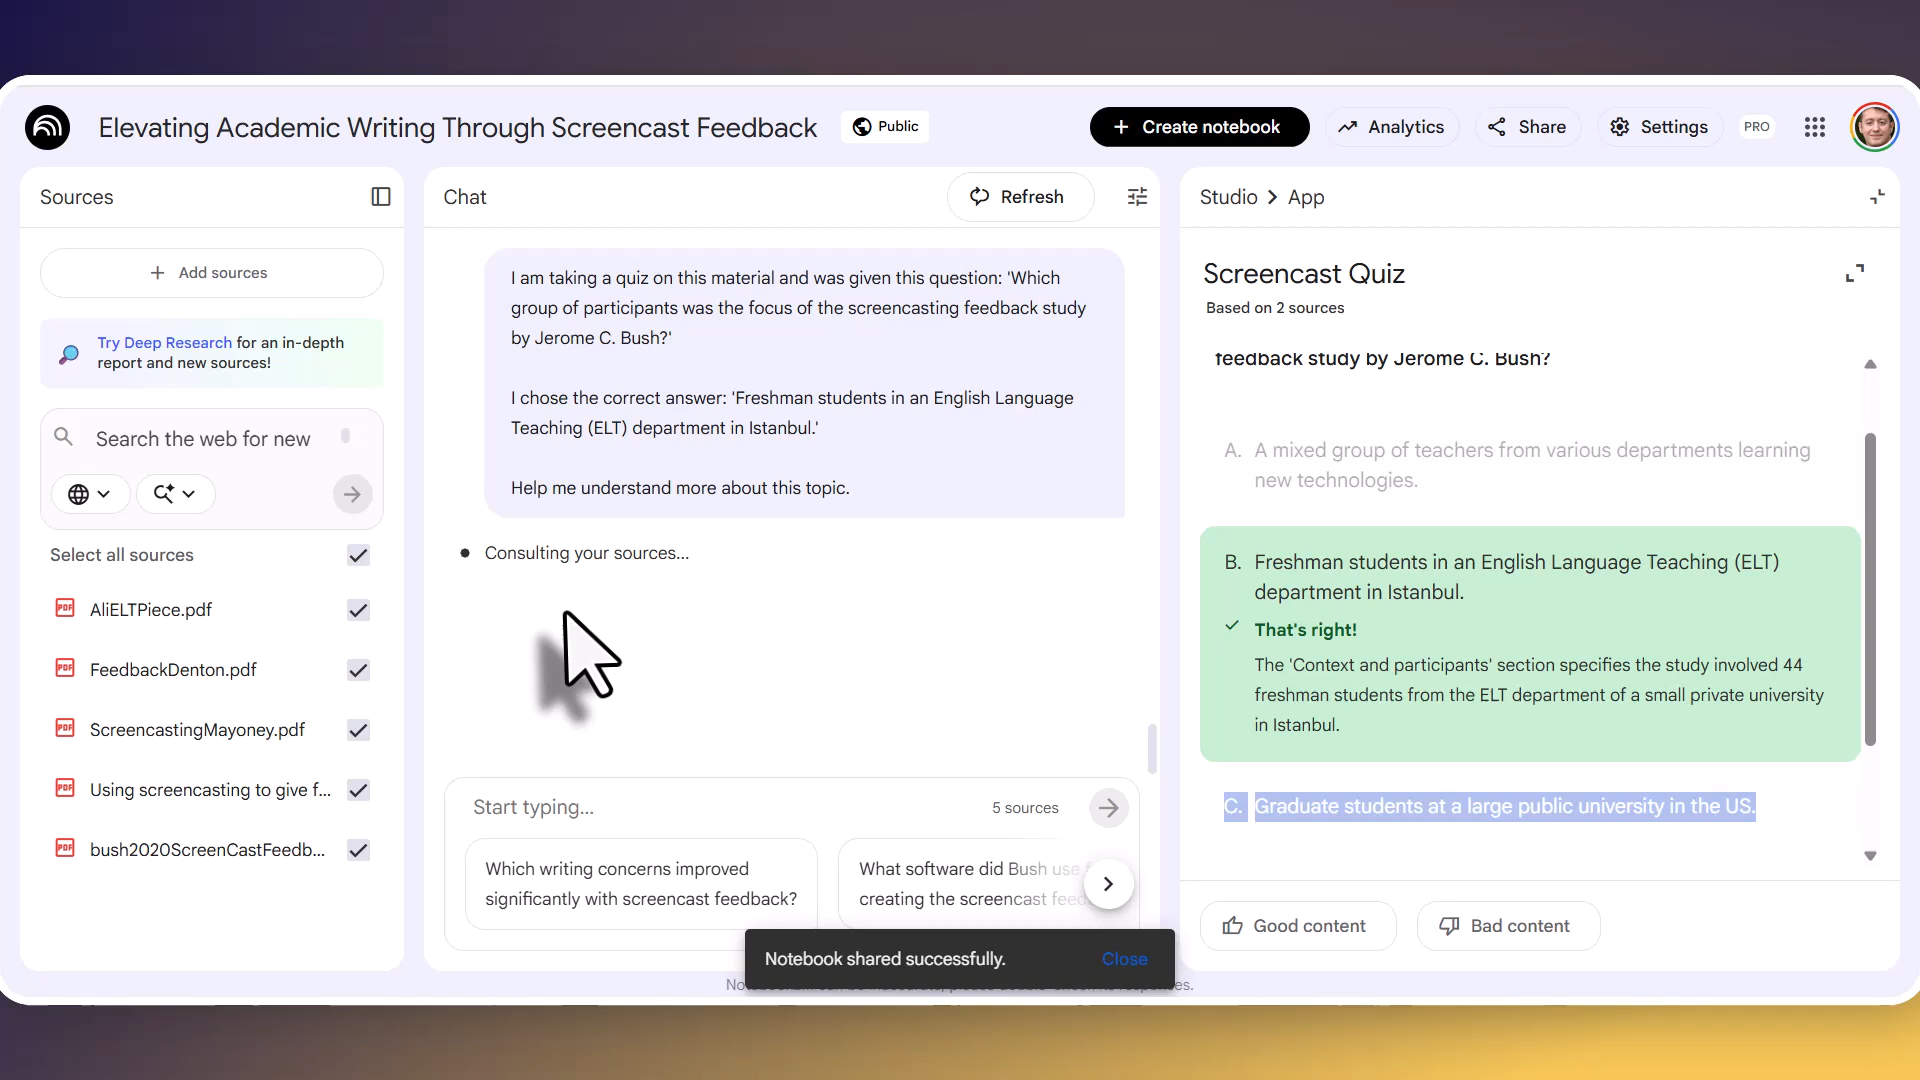 Elevating Academic Writing Through Screencast Feedback
Public
Create notebook
Analytics
Share
Settings
PRO
Sources
Add sources
Try Deep Research for an in-depth
report and new sources!
Search the web for new
Select all sources
PDF AliELTPiece.pdf
PDF FeedbackDenton.pdf
PDF ScreencastingMayoney.pdf
PDF Using screencasting to give f...
PDF bush2020ScreenCastFeedb...
Chat
Refresh
I am taking a quiz on this material and was given this question: 'Which
group of participants was the focus of the screencasting feedback study
by Jerome C. Bush?'
I chose the correct answer: 'Freshman students in an English Language
Teaching (ELT) department in Istanbul.'
Help me understand more about this topic.
Consulting your sources...
Start typing...
5 sources
Which writing concerns improved
significantly with screencast feedback?
What software did Bush use
creating the screencast
Notebook shared successfully.
Close
Studio > App
Screencast Quiz
Based on 2 sources
feedback study by Jerome C. Bush?
A. A mixed group of teachers from various departments learning
new technologies.
B. Freshman students in an English Language Teaching (ELT)
department in Istanbul.
That's right!
The 'Context and participants' section specifies the study involved 44
freshman students from the ELT department of a small private university
in Istanbul.
C. Graduate students at a large public university in the US.
Good content
Bad content